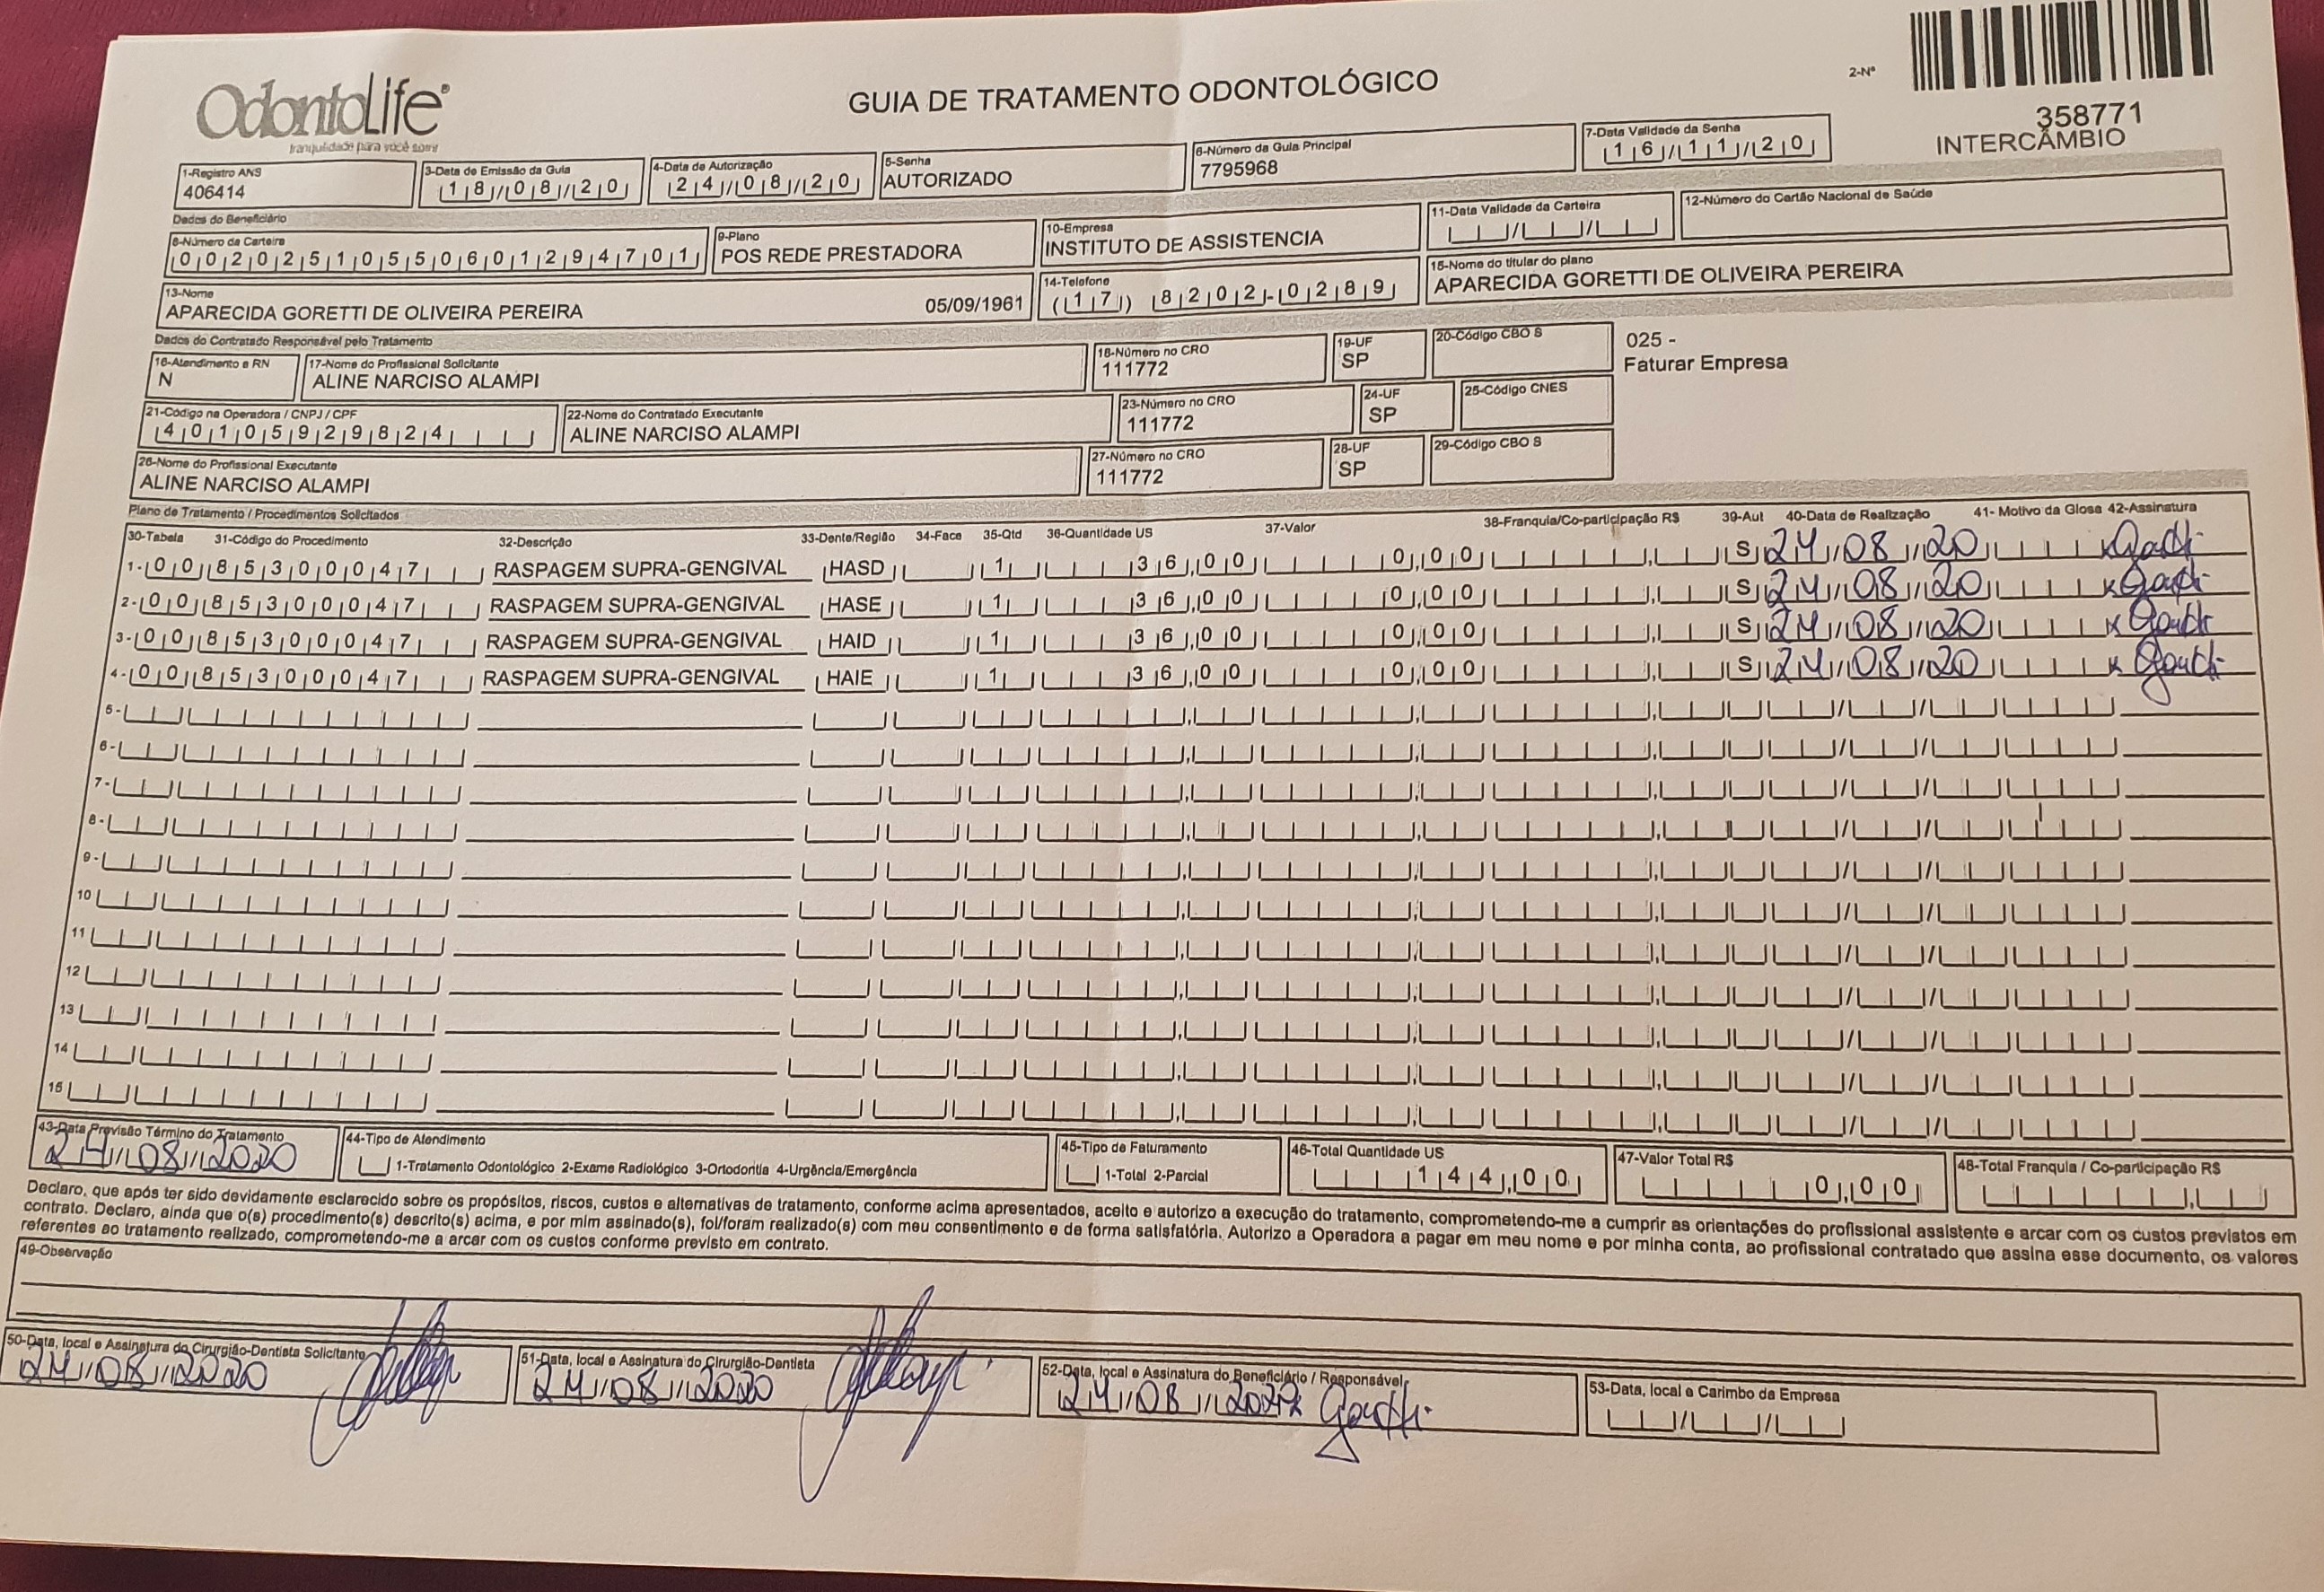 OdontoLife®
tranquilidade para você sorrir
GUIA DE TRATAMENTO ODONTOLÓGICO
2-Nº
358771
INTERCÂMBIO
1-Registro ANS
406414
3-Data de Emissão da Guia
18/08/20
4-Data de Autorização
24/08/20
5-Senha
AUTORIZADO
6-Número da Guia Principal
7795968
7-Data Validade da Senha
16/11/20
Dados do Beneficiário
8-Número da Carteira
00202510550601294701
9-Plano
POS REDE PRESTADORA
10-Empresa
INSTITUTO DE ASSISTENCIA
11-Data Validade da Carteira
12-Número do Cartão Nacional de Saúde
13-Nome
APARECIDA GORETTI DE OLIVEIRA PEREIRA 05/09/1961
14-Telefone
(17) 8202-0289
15-Nome do titular do plano
APARECIDA GORETTI DE OLIVEIRA PEREIRA
Dados do Contratado Responsável pelo Tratamento
16-Atendimento a RN
N
17-Nome do Profissional Solicitante
ALINE NARCISO ALAMPI
18-Número no CRO
111772
19-UF
SP
20-Código CBO S
025 -
Faturar Empresa
21-Código na Operadora / CNPJ / CPF
40105929824
22-Nome do Contratado Executante
ALINE NARCISO ALAMPI
23-Número no CRO
111772
24-UF
SP
25-Código CNES
26-Nome do Profissional Executante
ALINE NARCISO ALAMPI
27-Número no CRO
111772
28-UF
SP
29-Código CBO S
Plano de Tratamento / Procedimentos Solicitados
30-Tabela 31-Código do Procedimento 32-Descrição 33-Dente/Região 34-Face 35-Qtd 36-Quantidade US 37-Valor 38-Franquia/Co-participação R$ 39-Aut 40-Data de Realização 41- Motivo da Glosa 42-Assinatura
1- 00 85300047 RASPAGEM SUPRA-GENGIVAL HASD 1 36,00 0,00 S 24/08/20 x Goretti
2- 00 85300047 RASPAGEM SUPRA-GENGIVAL HASE 1 36,00 0,00 S 24/08/20 x Goretti
3- 00 85300047 RASPAGEM SUPRA-GENGIVAL HAID 1 36,00 0,00 S 24/08/20 x Goretti
4- 00 85300047 RASPAGEM SUPRA-GENGIVAL HAIE 1 36,00 0,00 S 24/08/20 x Goretti
5-
6-
7-
8-
9-
10
11
12
13
14
15
43-Data Previsão Término do Tratamento
24/08/2020
44-Tipo de Atendimento
1-Tratamento Odontológico 2-Exame Radiológico 3-Ortodontia 4-Urgência/Emergência
45-Tipo de Faturamento
1-Total 2-Parcial
46-Total Quantidade US
144,00
47-Valor Total R$
0,00
48-Total Franquia / Co-participação R$
Declaro, que após ter sido devidamente esclarecido sobre os propósitos, riscos, custos e alternativas de tratamento, conforme acima apresentados, aceito e autorizo a execução do tratamento, comprometendo-me a cumprir as orientações do profissional assistente e arcar com os custos previstos em
contrato. Declaro, ainda que o(s) procedimento(s) descrito(s) acima, e por mim assinado(s), foi/foram realizado(s) com meu consentimento e de forma satisfatória. Autorizo a Operadora a pagar em meu nome e por minha conta, ao profissional contratado que assina esse documento, os valores
referentes ao tratamento realizado, comprometendo-me a arcar com os custos conforme previsto em contrato.
49-Observação
50-Data, local e Assinatura do Cirurgião-Dentista Solicitante
24/08/2020
51-Data, local e Assinatura do Cirurgião-Dentista
24/08/2020
52-Data, local e Assinatura do Beneficiário / Responsável
24/08/2020 x Goretti
53-Data, local e Carimbo da Empresa